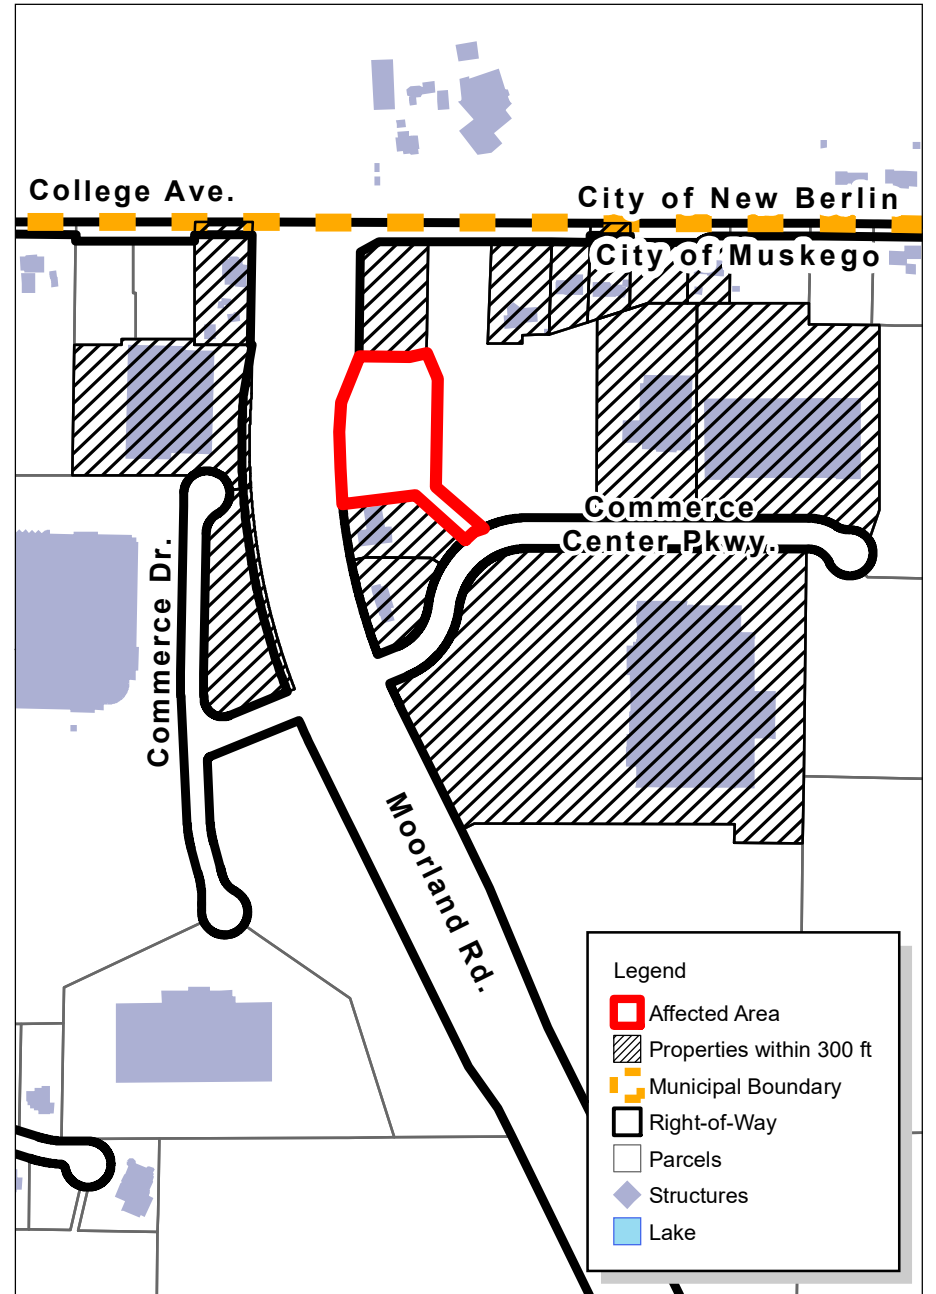 College Ave.
City of New Berlin
City of Muskego
Commerce
Center Pkwy.
Commerce Dr.
Moorland Rd.
Legend
Affected Area
Properties within 300 ft
Municipal Boundary
Right-of-Way
Parcels
Structures
Lake